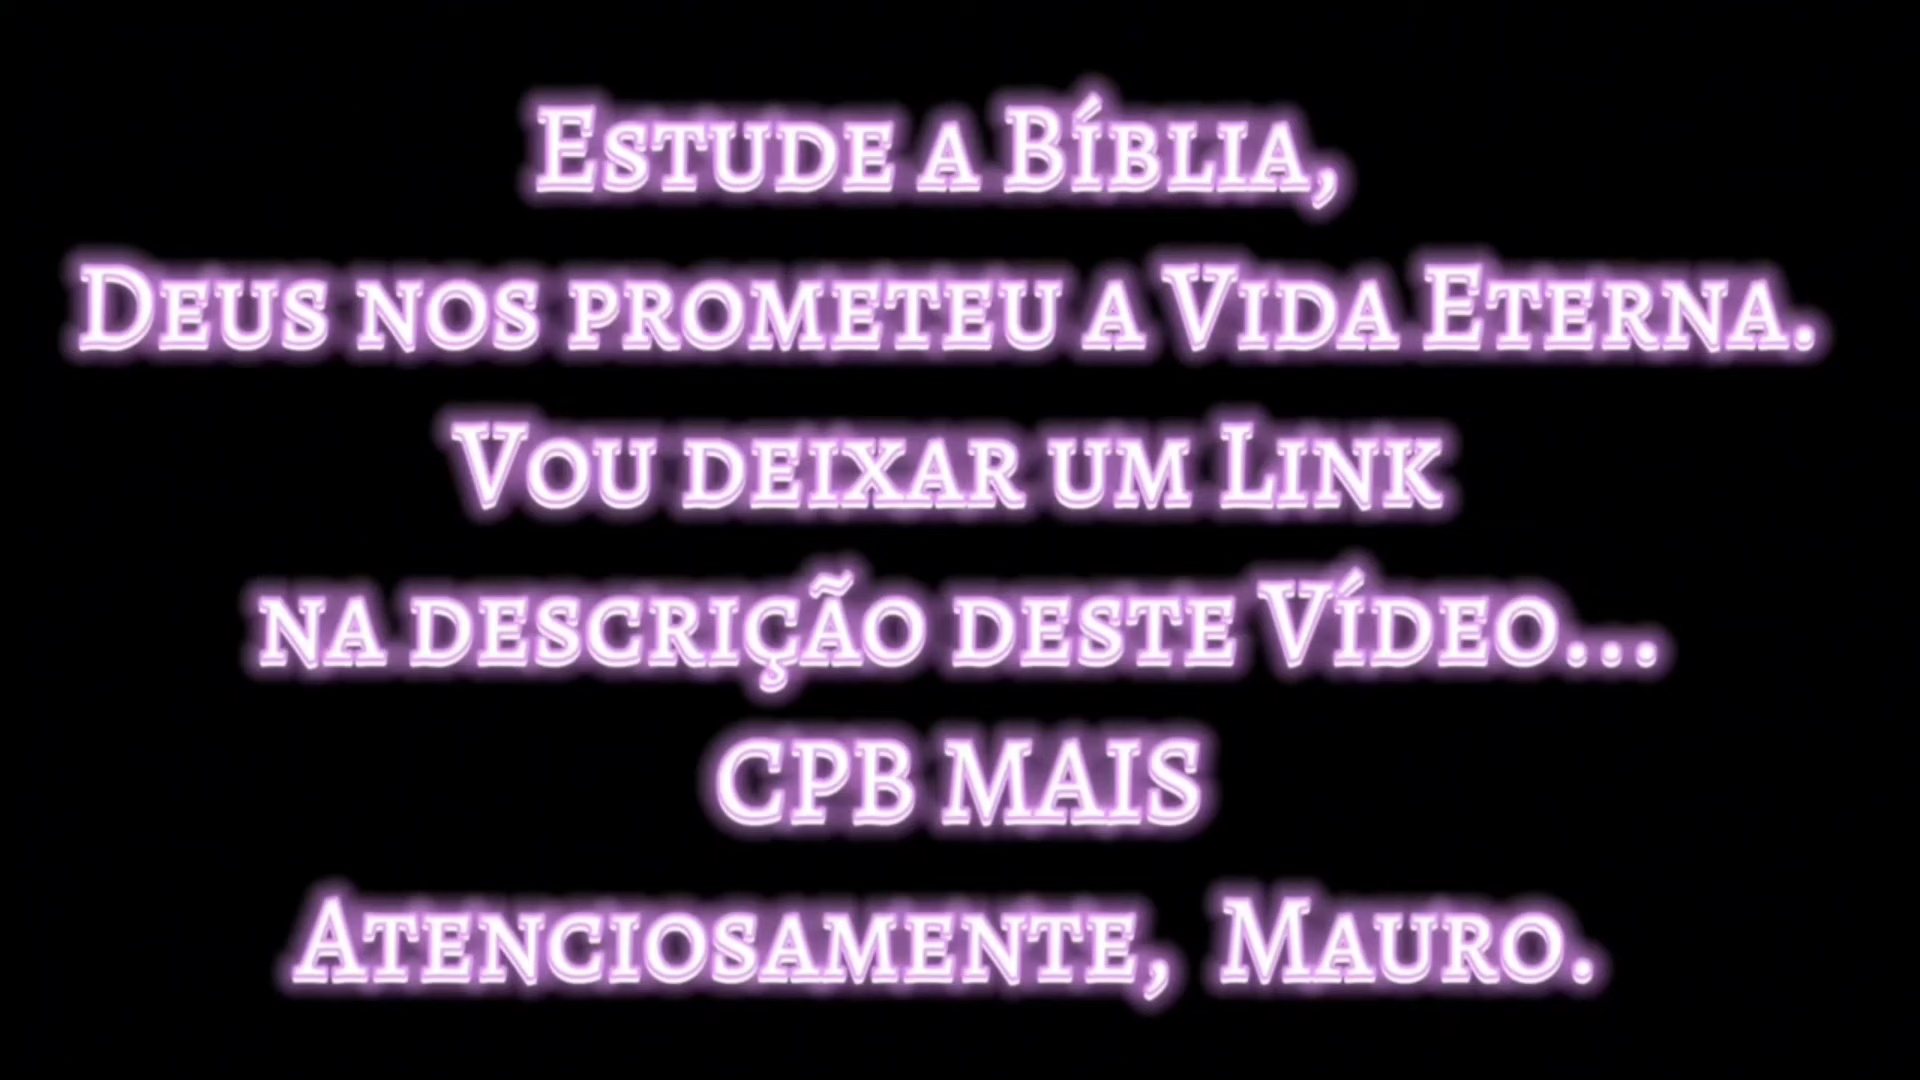 Estude a Bíblia,
Deus nos prometeu a Vida Eterna.
Vou deixar um Link
na descrição deste Vídeo...
CPB MAIS
Atenciosamente, Mauro.